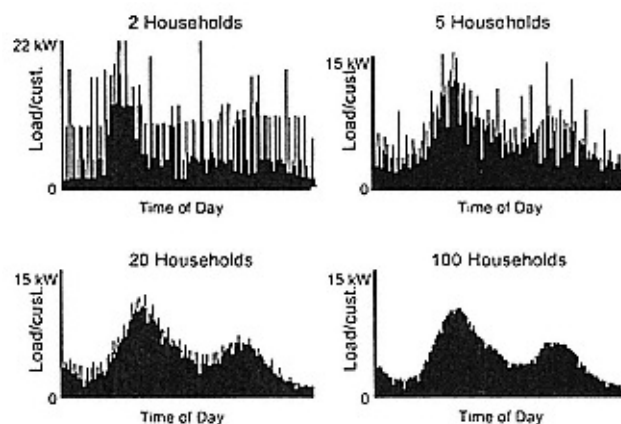 2 Households
22 kW
Load/cust.
0
Time of Day
5 Households
15 kW
Load/cust.
0
Time of Day
20 Households
15 kW
Load/cust.
0
Time of Day
100 Households
15 kW
Load/cust.
0
Time of Day